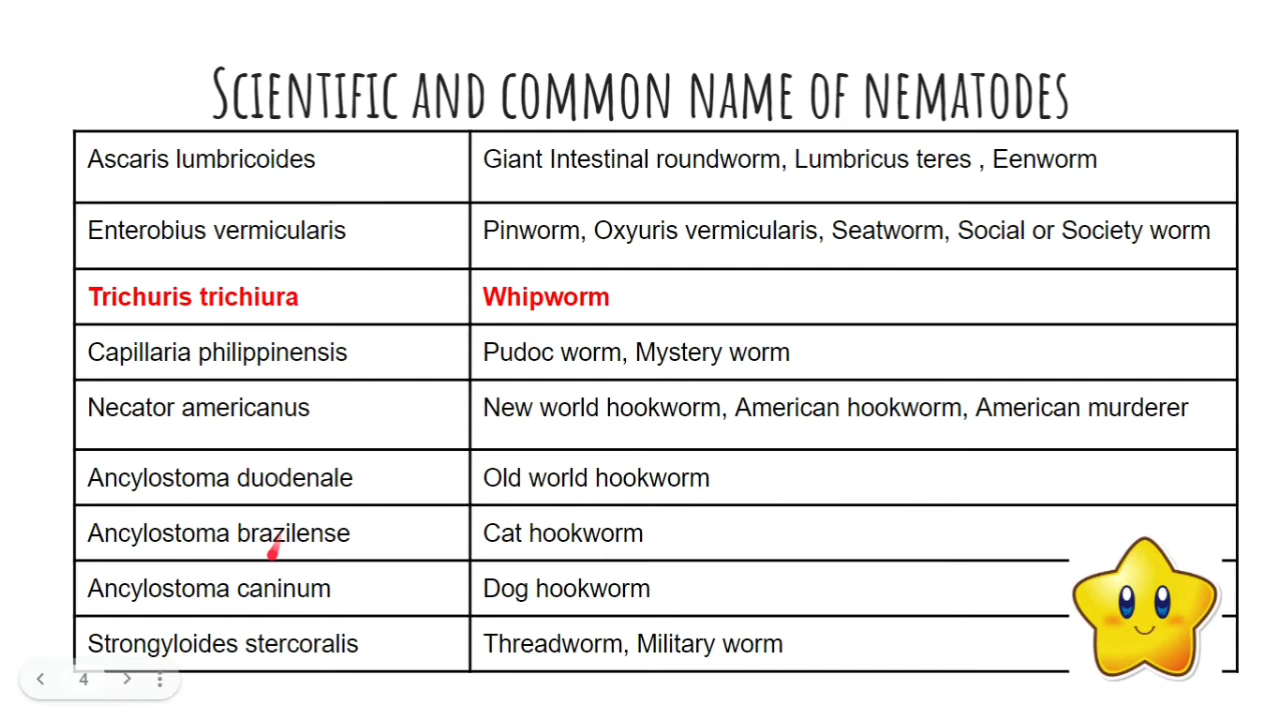 Scientific and common name of nematodes
Ascaris lumbricoides Giant Intestinal roundworm, Lumbricus teres , Eenworm
Enterobius vermicularis Pinworm, Oxyuris vermicularis, Seatworm, Social or Society worm
Trichuris trichiura Whipworm
Capillaria philippinensis Pudoc worm, Mystery worm
Necator americanus New world hookworm, American hookworm, American murderer
Ancylostoma duodenale Old world hookworm
Ancylostoma brazilense Cat hookworm
Ancylostoma caninum Dog hookworm
Strongyloides stercoralis Threadworm, Military worm
4